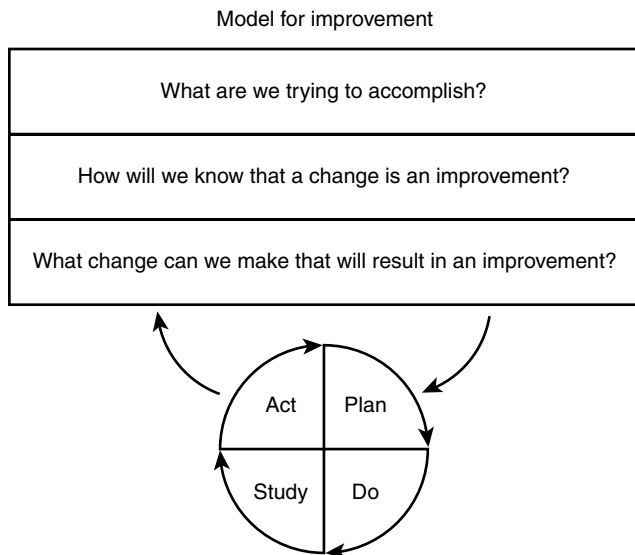 Model for improvement
What are we trying to accomplish?
How will we know that a change is an improvement?
What change can we make that will result in an improvement?
Act Plan
Study Do